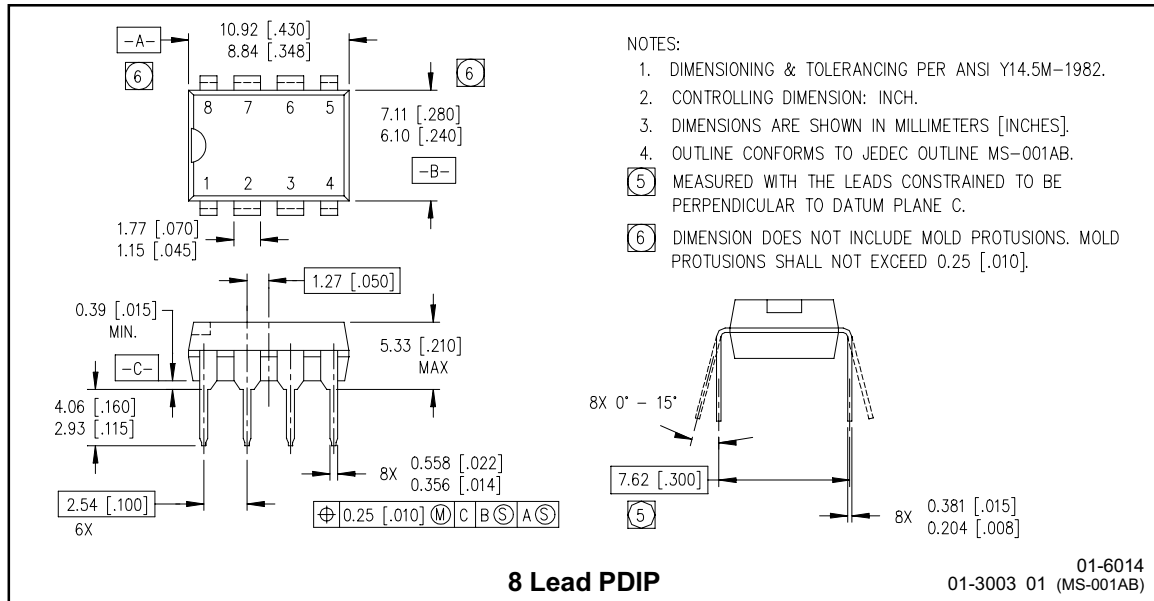 -A-
10.92 [.430]
8.84 [.348]
6
6
8 7 6 5
1 2 3 4
7.11 [.280]
6.10 [.240]
-B-
1.77 [.070]
1.15 [.045]
1.27 [.050]
0.39 [.015]
MIN.
-C-
5.33 [.210]
MAX
4.06 [.160]
2.93 [.115]
2.54 [.100]
6X
8X 0.558 [.022]
0.356 [.014]
⌖ 0.25 [.010] Ⓜ C B Ⓢ A Ⓢ
NOTES:
1. DIMENSIONING & TOLERANCING PER ANSI Y14.5M-1982.
2. CONTROLLING DIMENSION: INCH.
3. DIMENSIONS ARE SHOWN IN MILLIMETERS [INCHES].
4. OUTLINE CONFORMS TO JEDEC OUTLINE MS-001AB.
5 MEASURED WITH THE LEADS CONSTRAINED TO BE
PERPENDICULAR TO DATUM PLANE C.
6 DIMENSION DOES NOT INCLUDE MOLD PROTUSIONS. MOLD
PROTUSIONS SHALL NOT EXCEED 0.25 [.010].
8X 0° - 15°
7.62 [.300]
5
8X 0.381 [.015]
0.204 [.008]
8 Lead PDIP
01-6014
01-3003 01 (MS-001AB)